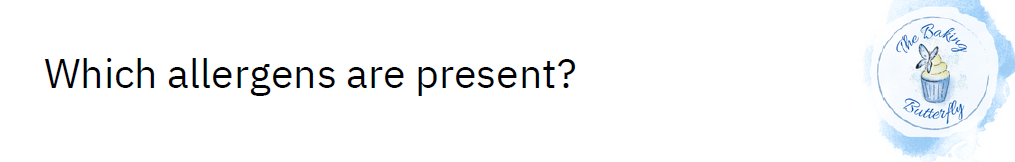 Which allergens are present?
The Baking
Butterfly